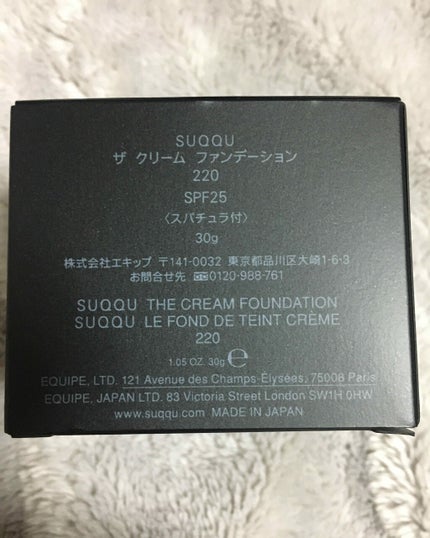 SUQQU
ザ クリーム ファンデーション
220
SPF25
〈スパチュラ付〉
30g
株式会社エキップ 〒141-0032 東京都品川区大崎1-6-3
お問合せ先 0120-988-761
SUQQU THE CREAM FOUNDATION
SUQQU LE FOND DE TEINT CRÈME
220
1.05 OZ. 30g ℮
EQUIPE, LTD. 121 Avenue des Champs-Élysées, 75008 Paris
EQUIPE, JAPAN LTD. 83 Victoria Street London SW1H 0HW
www.suqqu.com MADE IN JAPAN